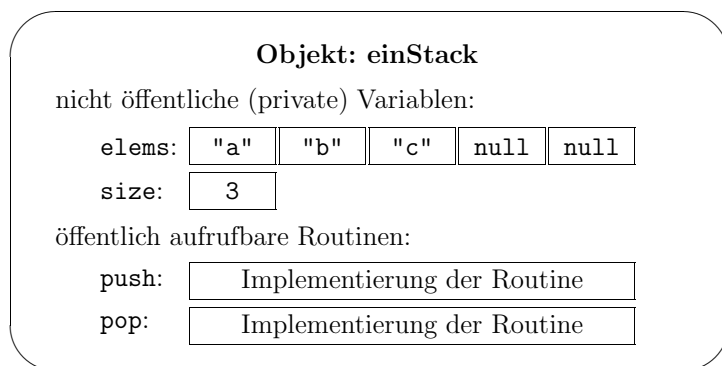 Objekt: einStack
nicht öffentliche (private) Variablen:
elems: "a" "b" "c" null null
size: 3
öffentlich aufrufbare Routinen:
push: Implementierung der Routine
pop: Implementierung der Routine